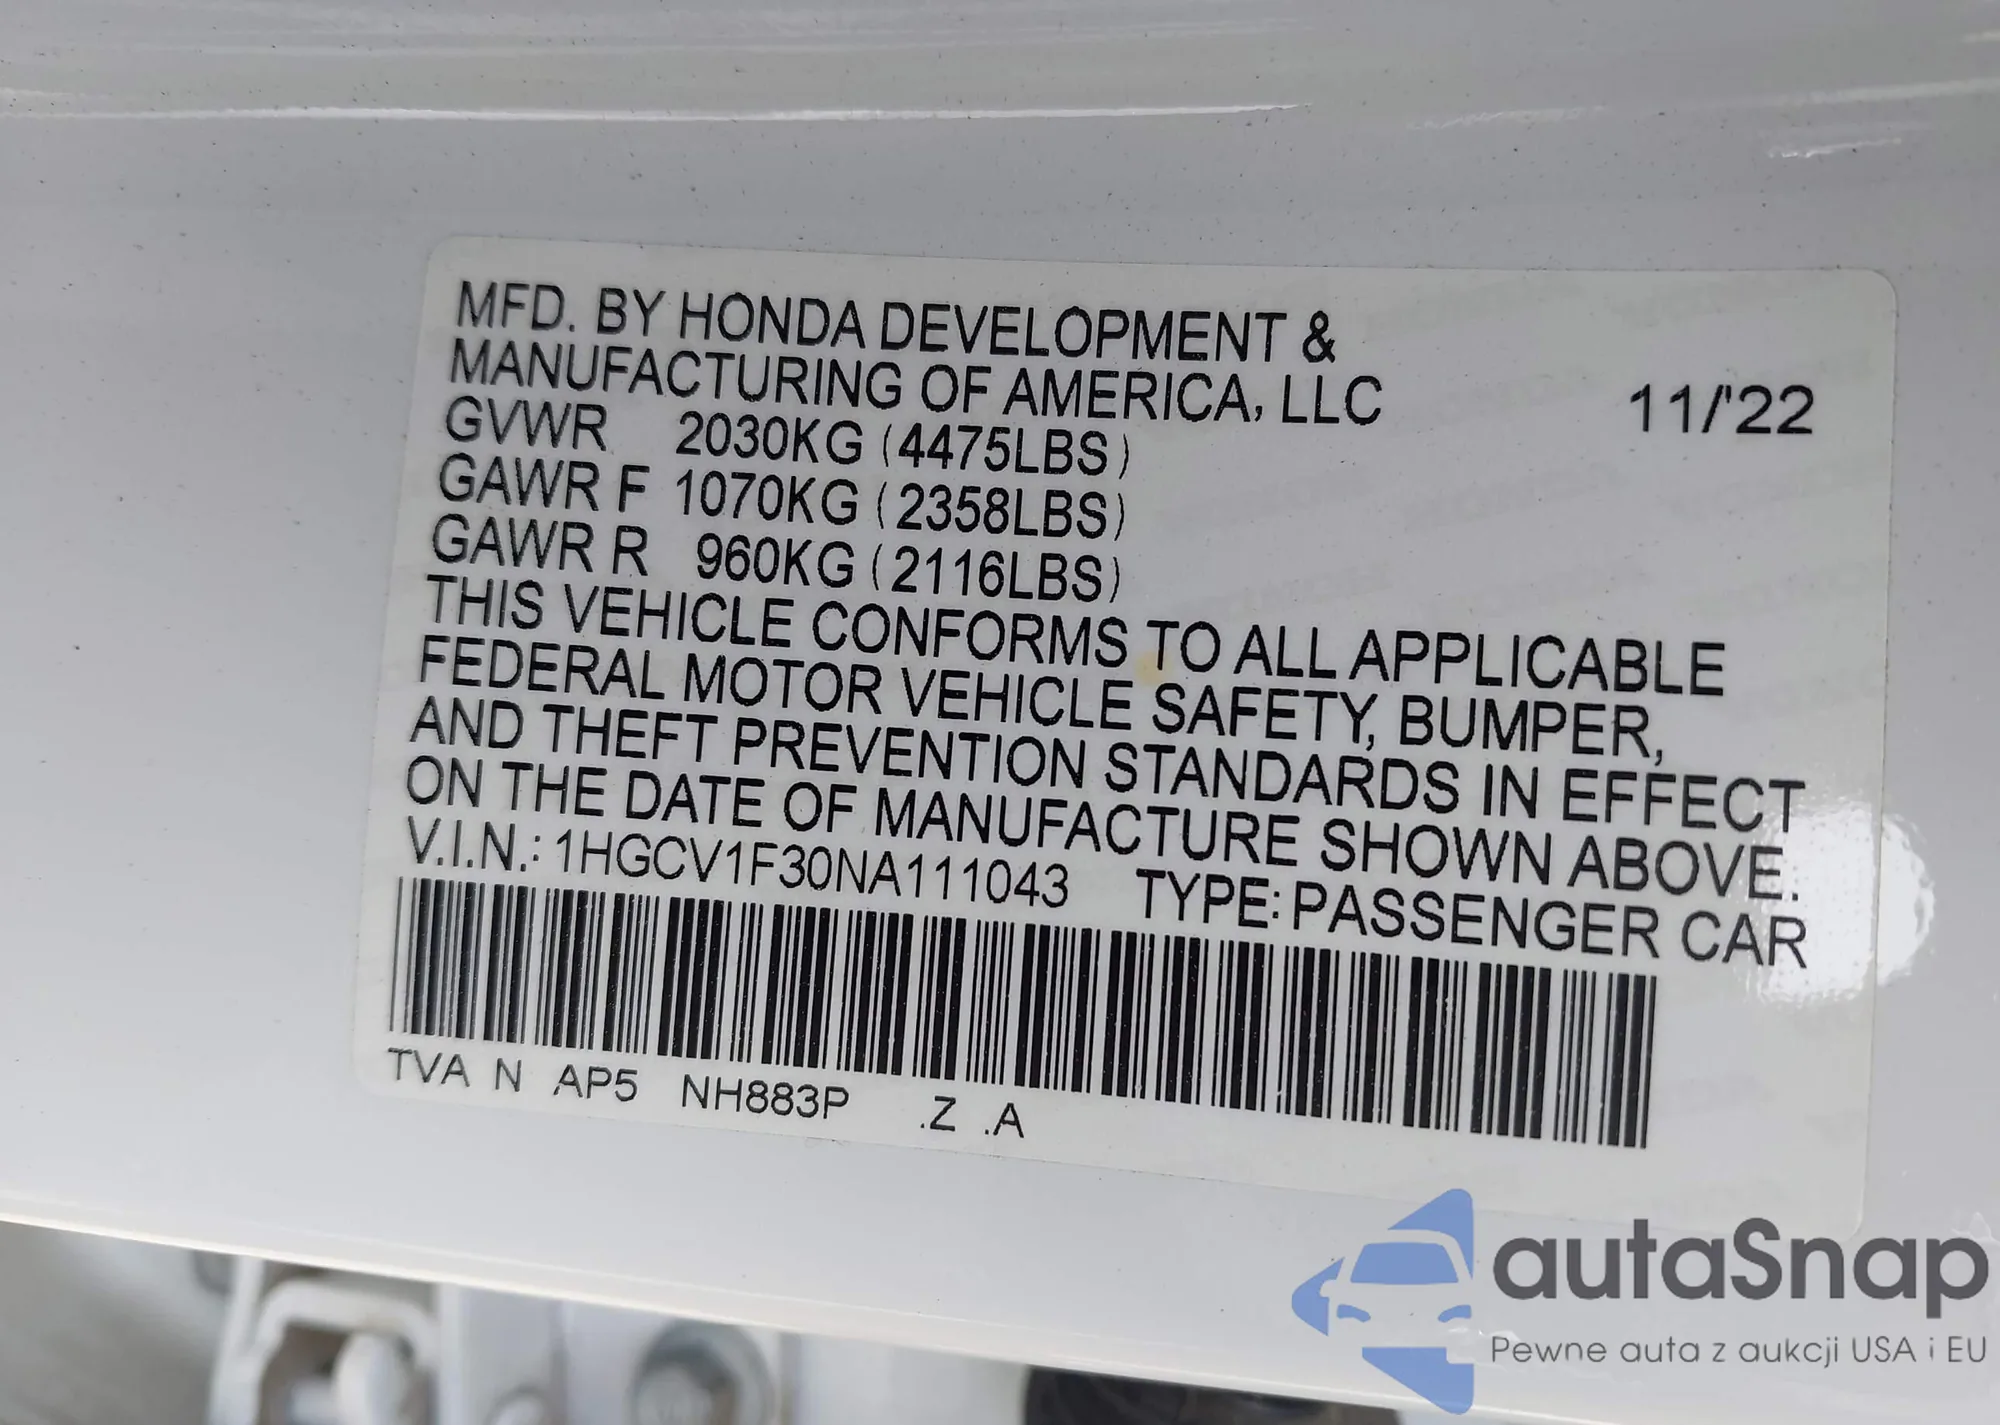 MFD. BY HONDA DEVELOPMENT &
MANUFACTURING OF AMERICA, LLC 11/'22
GVWR 2030KG (4475LBS)
GAWR F 1070KG (2358LBS)
GAWR R 960KG (2116LBS)
THIS VEHICLE CONFORMS TO ALL APPLICABLE
FEDERAL MOTOR VEHICLE SAFETY, BUMPER,
AND THEFT PREVENTION STANDARDS IN EFFECT
ON THE DATE OF MANUFACTURE SHOWN ABOVE.
V.I.N.: 1HGCV1F30NA111043 TYPE: PASSENGER CAR
TVA N AP5 NH883P .Z .A
autaSnap
Pewne auta z aukcji USA i EU